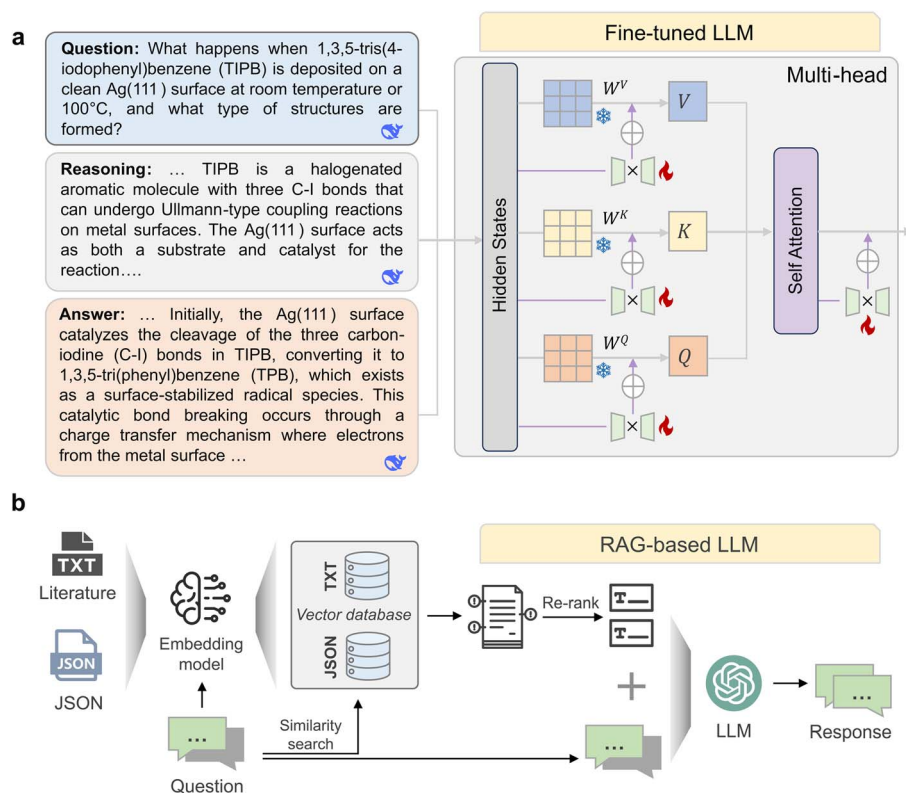 a
Question: What happens when 1,3,5-tris(4-
iodophenyl)benzene (TIPB) is deposited on a
clean Ag(111) surface at room temperature or
100°C, and what type of structures are
formed?
Reasoning: … TIPB is a halogenated
aromatic molecule with three C-I bonds that
can undergo Ullmann-type coupling reactions
on metal surfaces. The Ag(111) surface acts
as both a substrate and catalyst for the
reaction….
Answer: … Initially, the Ag(111) surface
catalyzes the cleavage of the three carbon-
iodine (C-I) bonds in TIPB, converting it to
1,3,5-tri(phenyl)benzene (TPB), which exists
as a surface-stabilized radical species. This
catalytic bond breaking occurs through a
charge transfer mechanism where electrons
from the metal surface …
Fine-tuned LLM
Multi-head
Hidden States
W^V
V
×
W^K
K
×
W^Q
Q
×
Self Attention
×
b
TXT
Literature
JSON
JSON
Embedding
model
TXT
Vector database
JSON
...
Question
Similarity
search
RAG-based LLM
Re-rank
T
T
+
...
LLM
...
Response